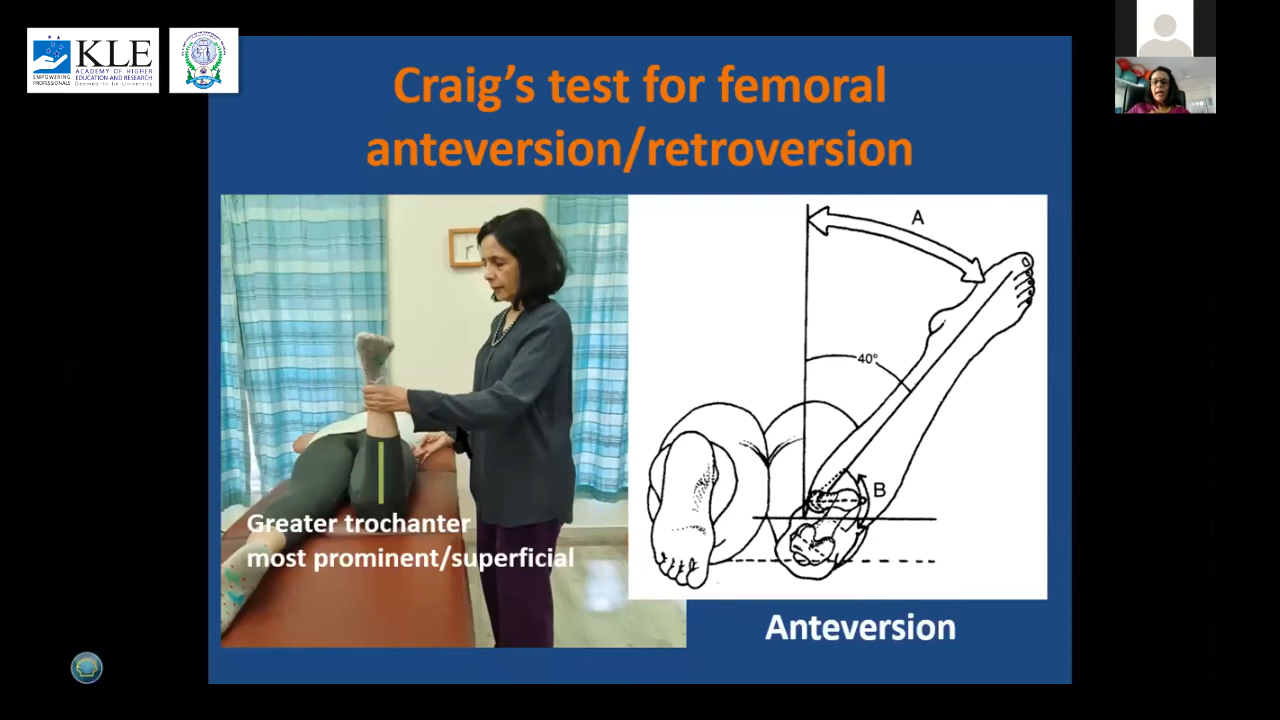 KLE
ACADEMY OF HIGHER
EDUCATION AND RESEARCH
Deemed-to-be-University
EMPOWERING
PROFESSIONALS
Craig's test for femoral
anteversion/retroversion
A
40°
B
Greater trochanter
most prominent/superficial
Anteversion